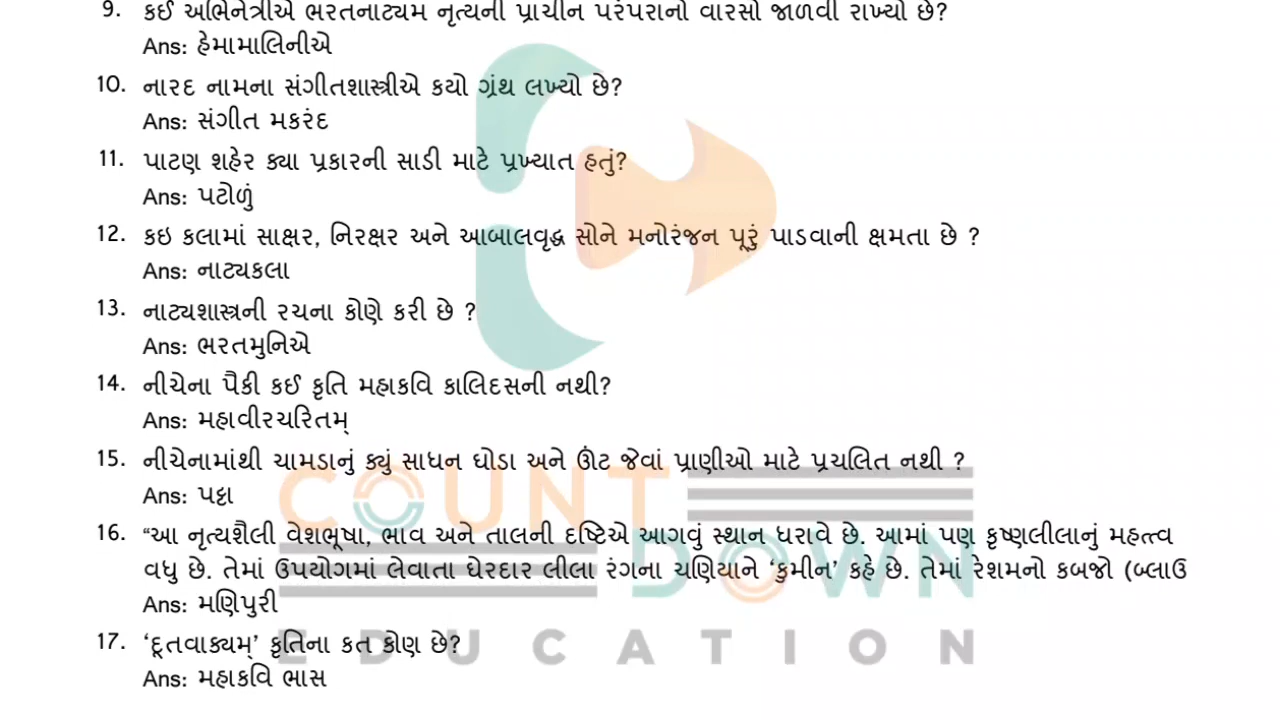 9. કઈ અભિનેત્રીએ ભરતનાટ્યમ નૃત્યની પ્રાચીન પરંપરાનો વારસો જાળવી રાખ્યો છે?
Ans: હેમામાલિનીએ
10. નારદ નામના સંગીતશાસ્ત્રીએ કયો ગ્રંથ લખ્યો છે?
Ans: સંગીત મકરંદ
11. પાટણ શહેર ક્યા પ્રકારની સાડી માટે પ્રખ્યાત હતું?
Ans: પટોળું
12. કઇ કલામાં સાક્ષર, નિરક્ષર અને આબાલવૃદ્ધ સોને મનોરંજન પૂરું પાડવાની ક્ષમતા છે ?
Ans: નાટ્યકલા
13. નાટ્યશાસ્ત્રની રચના કોણે કરી છે ?
Ans: ભરતમુનિએ
14. નીચેના પૈકી કઈ કૃતિ મહાકવિ કાલિદસની નથી?
Ans: મહાવીરચરિતમ્
15. નીચેનામાંથી ચામડાનું ક્યું સાધન ઘોડા અને ઊંટ જેવાં પ્રાણીઓ માટે પ્રચલિત નથી ?
Ans: પટ્ટા
16. “આ નૃત્યશૈલી વેશભૂષા, ભાવ અને તાલની દષ્ટિએ આગવું સ્થાન ધરાવે છે. આમાં પણ કૃષ્ણલીલાનું મહત્ત્વ
વધુ છે. તેમાં ઉપયોગમાં લેવાતા ઘેરદાર લીલા રંગના ચણિયાને ‘કુમીન’ કહે છે. તેમાં રેશમનો કબજો (બ્લાઉ
Ans: મણિપુરી
17. ‘દૂતવાક્યમ્’ કૃતિના કત કોણ છે?
Ans: મહાકવિ ભાસ
COUNT
DOWN
EDUCATION